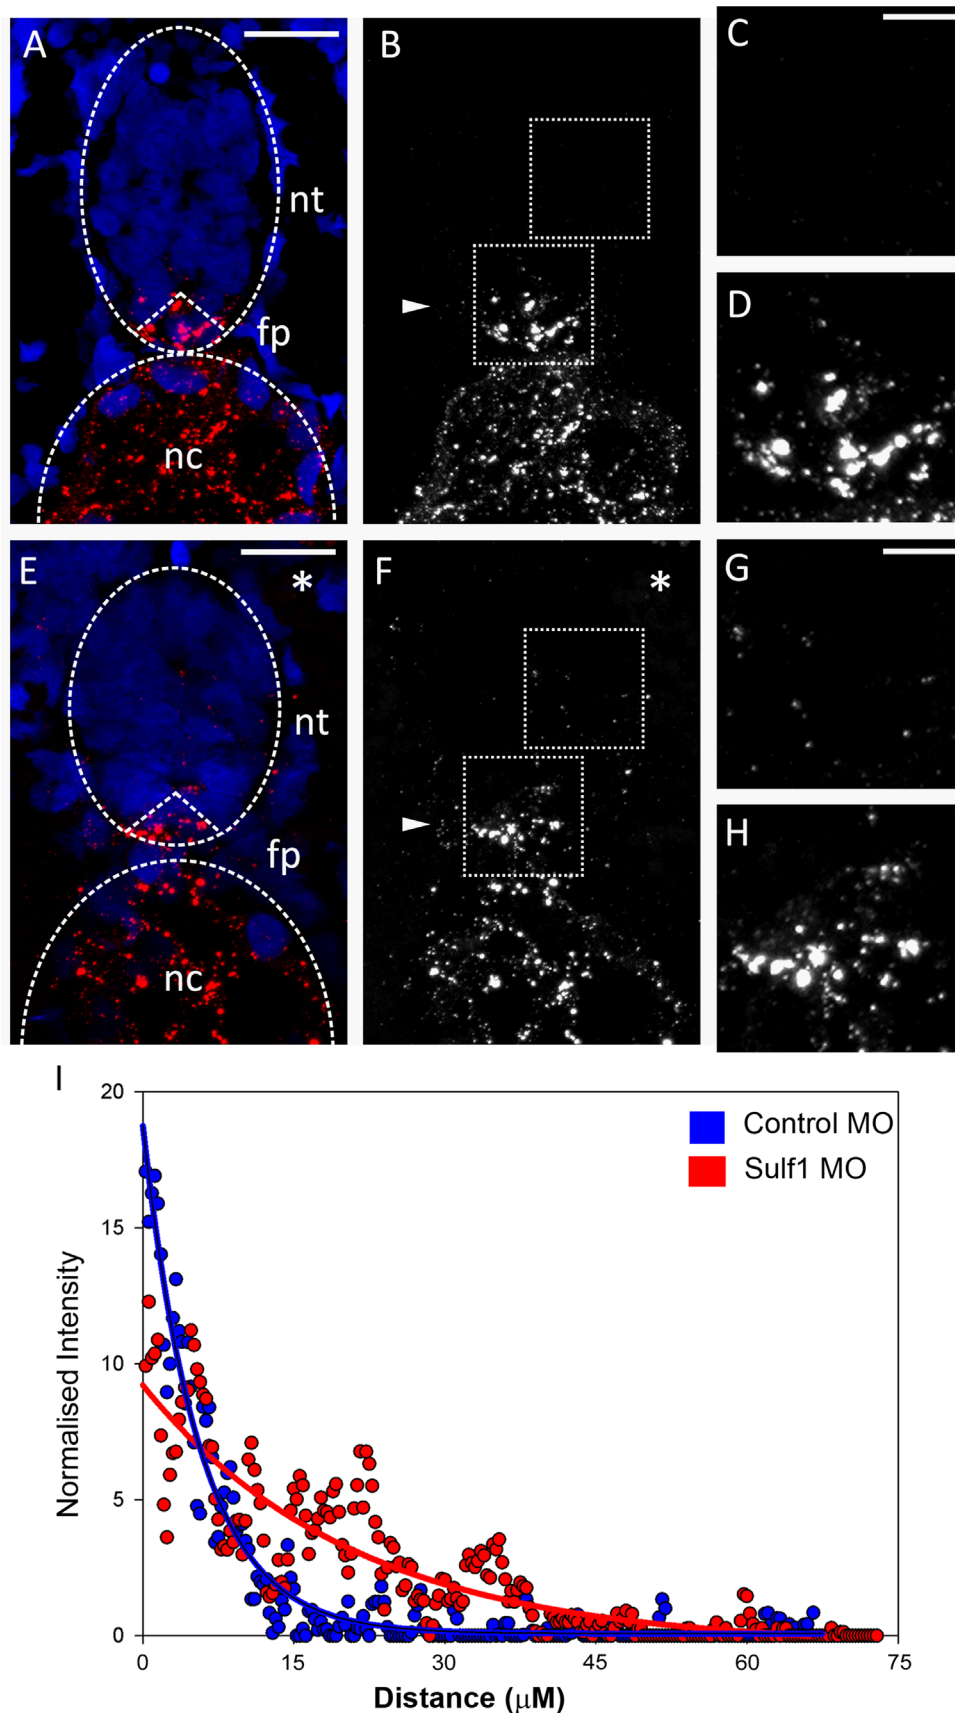 A
B
C
nt
fp
D
nc
E
*
F
*
G
nt
H
fp
nc
I
20
Control MO
Sulf1 MO
15
10
5
0
Normalised Intensity
0 15 30 45 60 75
Distance (μM)